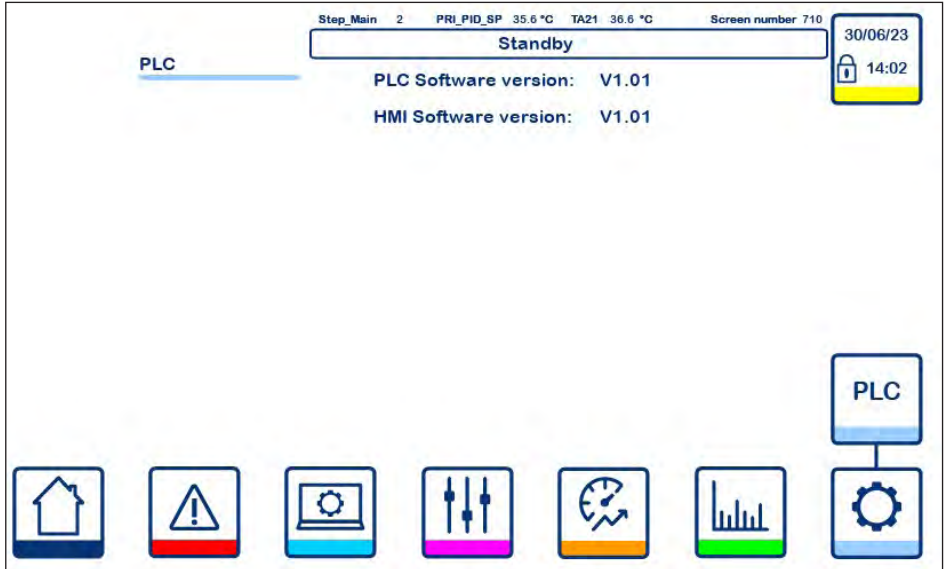 Step_Main 2 PRI_PID_SP 35.6 °C TA21 36.6 °C Screen number 710
Standby
30/06/23
14:02
PLC
PLC Software version: V1.01
HMI Software version: V1.01
PLC